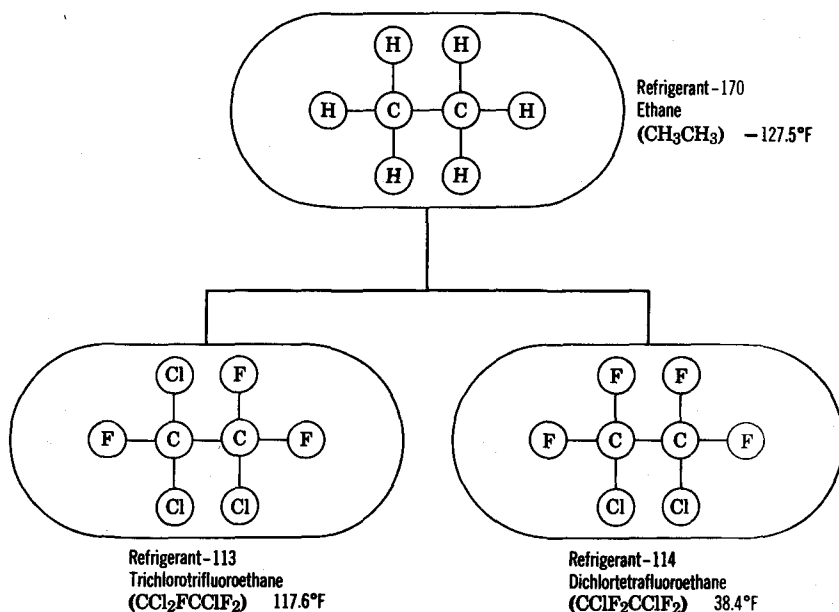 H H
H C C H
H H
Refrigerant-170
Ethane
(CH₃CH₃) −127.5°F
Cl F
F C C F
Cl Cl
Refrigerant-113
Trichlorotrifluoroethane
(CCl₂FCClF₂) 117.6°F
F F
F C C F
Cl Cl
Refrigerant-114
Dichlortetrafluoroethane
(CClF₂CClF₂) 38.4°F